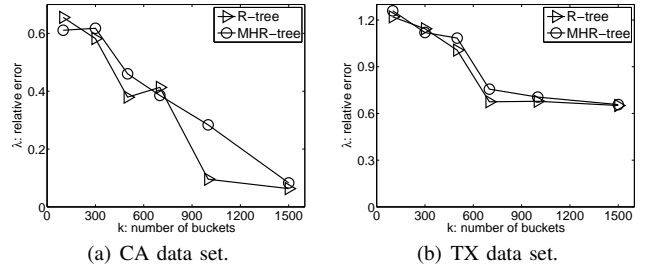 λ: relative error
0.6
0.4
0.2
0
0 300 600 900 1200 1500
k: number of buckets
R−tree
MHR−tree
(a) CA data set.
λ: relative error
1.2
0.9
0.6
0.3
0
0 300 600 900 1200 1500
k: number of buckets
R−tree
MHR−tree
(b) TX data set.